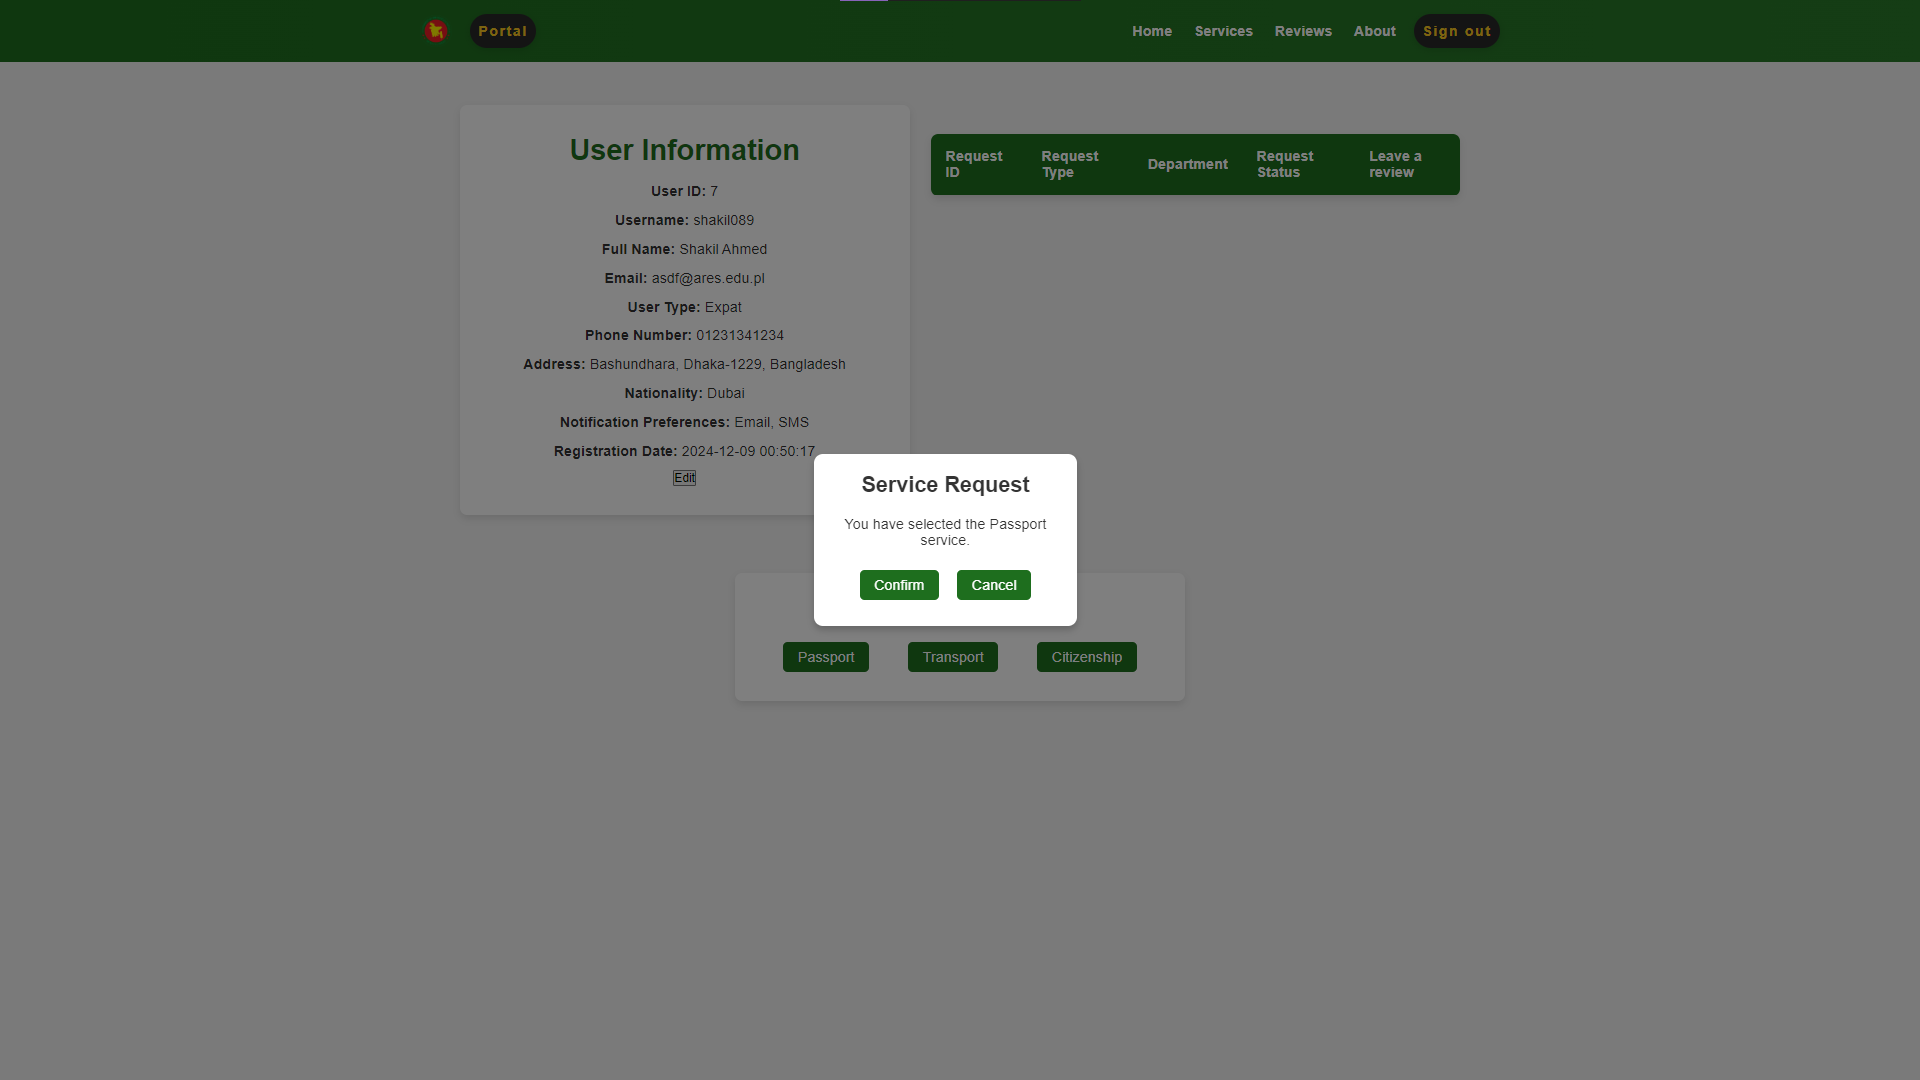 Portal
Home
Services
Reviews
About
Sign out
User Information
User ID: 7
Username: shakil089
Full Name: Shakil Ahmed
Email: asdf@ares.edu.pl
User Type: Expat
Phone Number: 01231341234
Address: Bashundhara, Dhaka-1229, Bangladesh
Nationality: Dubai
Notification Preferences: Email, SMS
Registration Date: 2024-12-09 00:50:17
Edit
Request
ID
Request
Type
Department
Request
Status
Leave a
review
Service Request
You have selected the Passport
service.
Confirm
Cancel
Passport
Transport
Citizenship